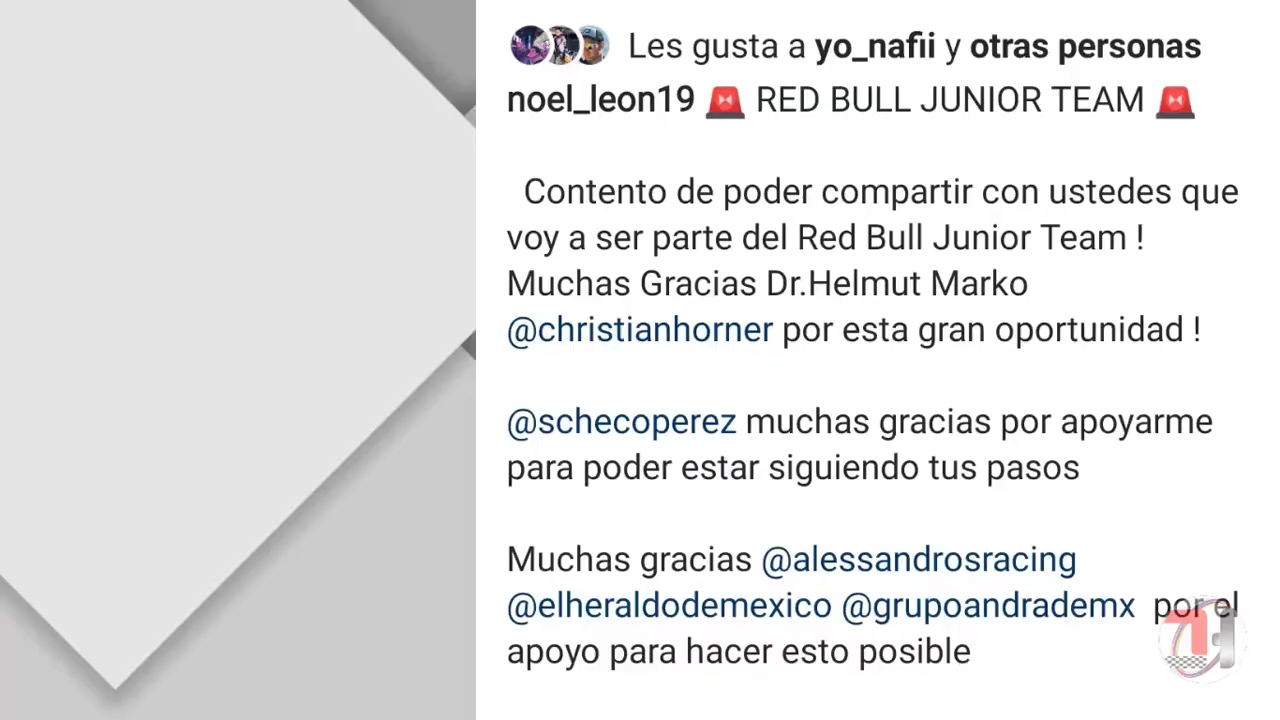 Les gusta a yo_nafii y otras personas
noel_leon19 🚨 RED BULL JUNIOR TEAM 🚨
Contento de poder compartir con ustedes que
voy a ser parte del Red Bull Junior Team !
Muchas Gracias Dr.Helmut Marko
@christianhorner por esta gran oportunidad !
@schecoperez muchas gracias por apoyarme
para poder estar siguiendo tus pasos
Muchas gracias @alessandrosracing
@elheraldodemexico @grupoandrademx por el
apoyo para hacer esto posible